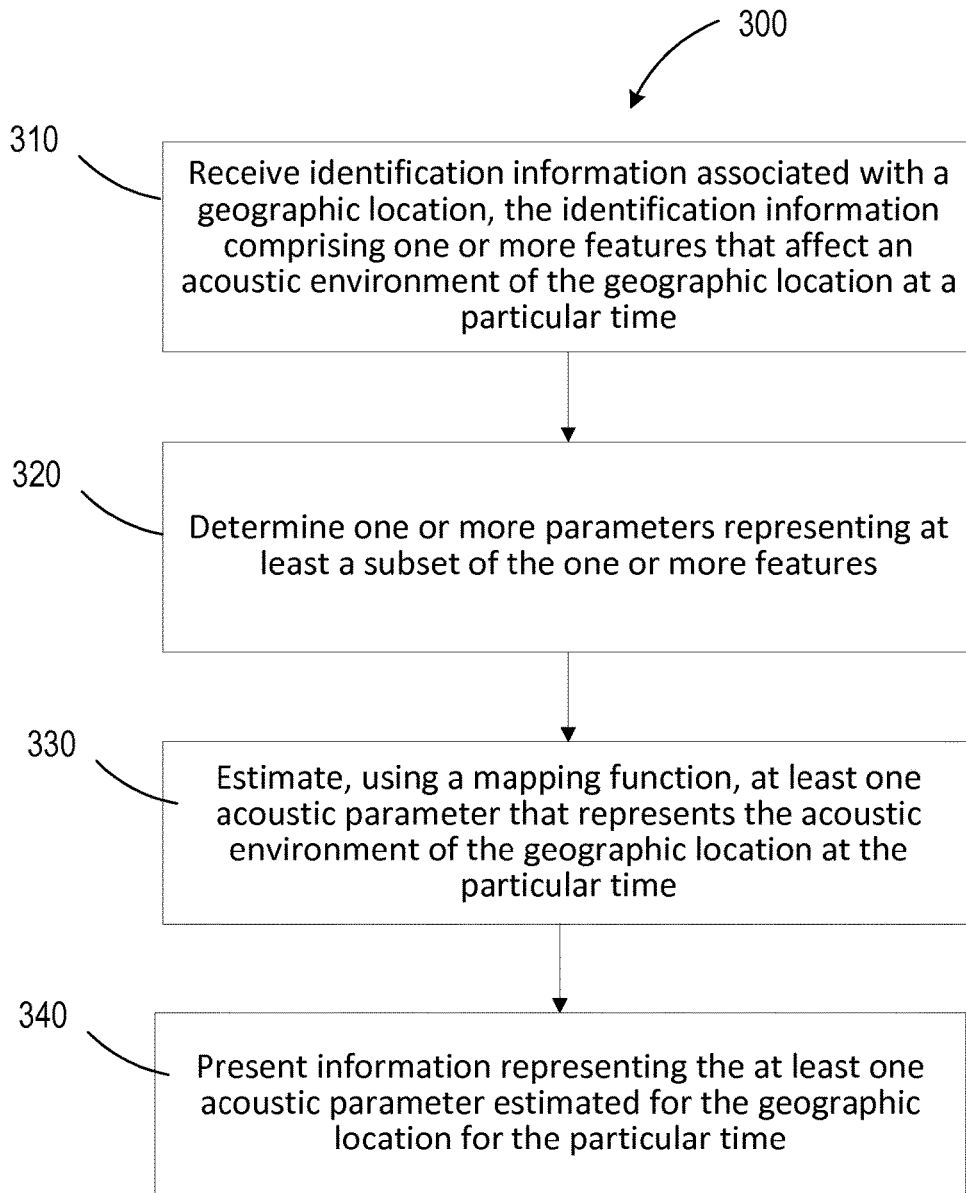 300
310
Receive identification information associated with a
geographic location, the identification information
comprising one or more features that affect an
acoustic environment of the geographic location at a
particular time
320
Determine one or more parameters representing at
least a subset of the one or more features
330
Estimate, using a mapping function, at least one
acoustic parameter that represents the acoustic
environment of the geographic location at the
particular time
340
Present information representing the at least one
acoustic parameter estimated for the geographic
location for the particular time